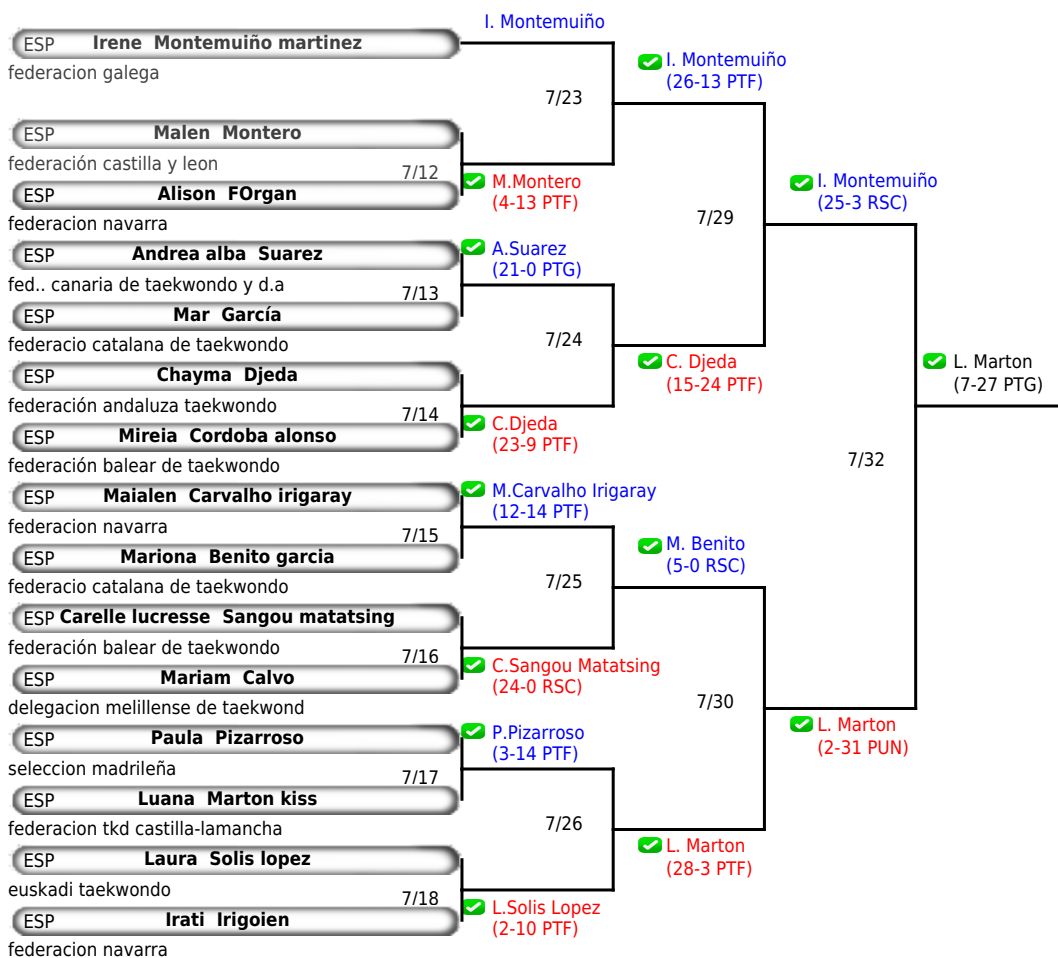 I. Montemuiño
ESP Irene Montemuiño martinez
federacion galega
I. Montemuiño
(26-13 PTF)
7/23
ESP Malen Montero
federación castilla y leon
7/12
ESP Alison FOrgan
M.Montero
(4-13 PTF)
federacion navarra
I. Montemuiño
(25-3 RSC)
7/29
ESP Andrea alba Suarez
A.Suarez
(21-0 PTG)
fed.. canaria de taekwondo y d.a
7/13
ESP Mar García
federacio catalana de taekwondo
7/24
ESP Chayma Djeda
C. Djeda
(15-24 PTF)
L. Marton
(7-27 PTG)
federación andaluza taekwondo
7/14
ESP Mireia Cordoba alonso
C.Djeda
(23-9 PTF)
federación balear de taekwondo
7/32
ESP Maialen Carvalho irigaray
M.Carvalho Irigaray
(12-14 PTF)
federacion navarra
7/15
ESP Mariona Benito garcia
M. Benito
(5-0 RSC)
federacio catalana de taekwondo
7/25
ESP Carelle lucresse Sangou matatsing
federación balear de taekwondo
7/16
ESP Mariam Calvo
C.Sangou Matatsing
(24-0 RSC)
delegacion melillense de taekwond
7/30
ESP Paula Pizarroso
P.Pizarroso
(3-14 PTF)
L. Marton
(2-31 PUN)
seleccion madrileña
7/17
ESP Luana Marton kiss
federacion tkd castilla-lamancha
7/26
ESP Laura Solis lopez
L. Marton
(28-3 PTF)
euskadi taekwondo
7/18
ESP Irati Irigoien
L.Solis Lopez
(2-10 PTF)
federacion navarra